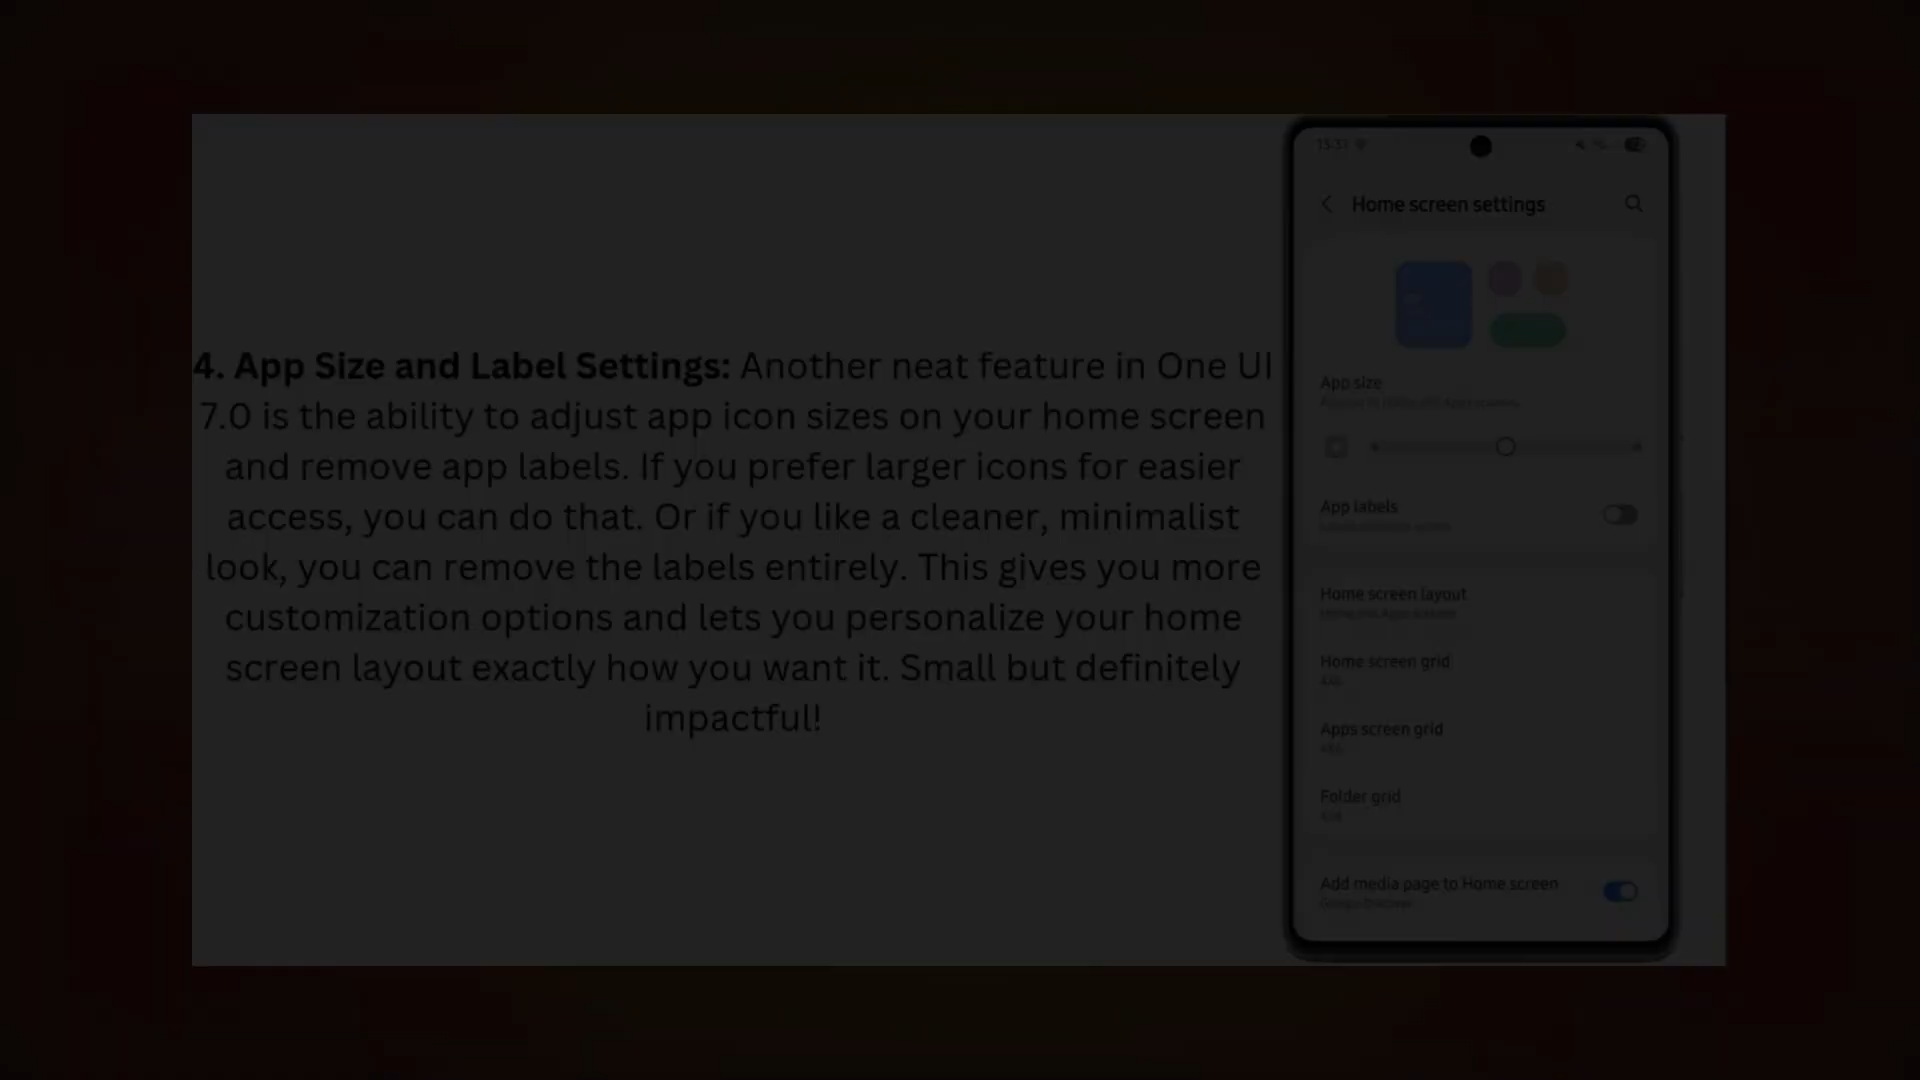 4. App Size and Label Settings: Another neat feature in One UI
7.0 is the ability to adjust app icon sizes on your home screen
and remove app labels. If you prefer larger icons for easier
access, you can do that. Or if you like a cleaner, minimalist
look, you can remove the labels entirely. This gives you more
customization options and lets you personalize your home
screen layout exactly how you want it. Small but definitely
impactful!
13:31
Home screen settings
App size
App labels
Home screen layout
Home screen grid
Apps screen grid
Folder grid
Add media page to Home screen